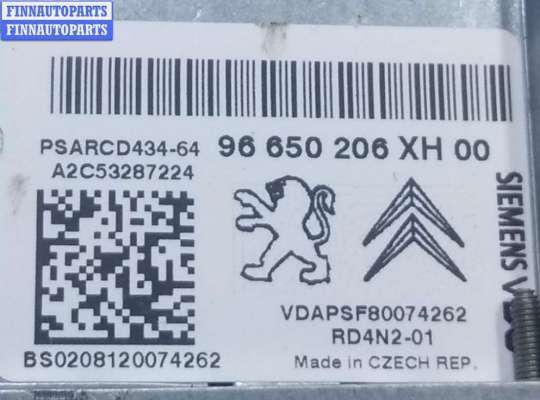 FINNAUTOPARTS
FINNAUTOPARTS
PSARCD434-64 96 650 206 XH 00
A2C53287224
SIEMENS
VDAPSF80074262
RD4N2-01
BS0208120074262 Made in CZECH REP.